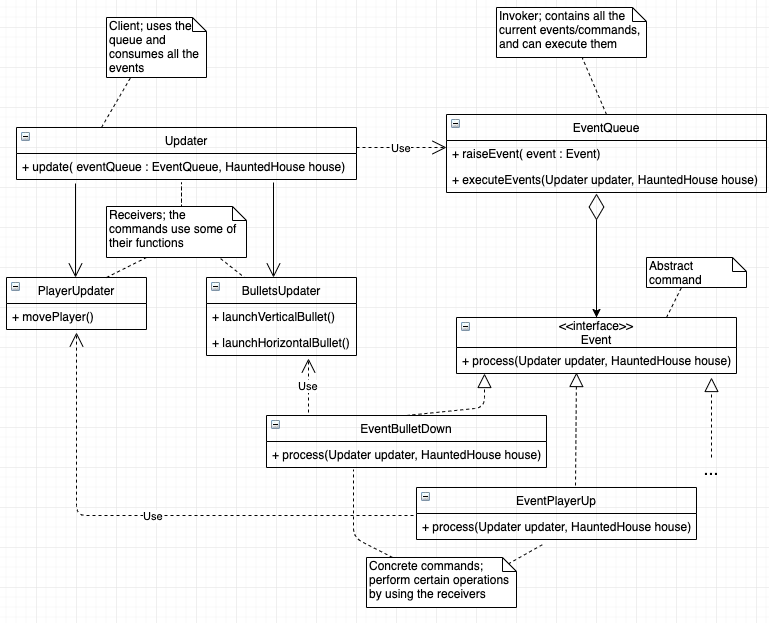 Client; uses the
queue and
consumes all the
events
Invoker; contains all the
current events/commands,
and can execute them
Updater
+ update( eventQueue : EventQueue, HauntedHouse house)
Use
EventQueue
+ raiseEvent( event : Event)
+ executeEvents(Updater updater, HauntedHouse house)
Receivers; the
commands use some of
their functions
Abstract
command
PlayerUpdater
+ movePlayer()
BulletsUpdater
+ launchVerticalBullet()
+ launchHorizontalBullet()
<<interface>>
Event
+ process(Updater updater, HauntedHouse house)
Use
EventBulletDown
+ process(Updater updater, HauntedHouse house)
...
EventPlayerUp
+ process(Updater updater, HauntedHouse house)
Use
Concrete commands;
perform certain operations
by using the receivers